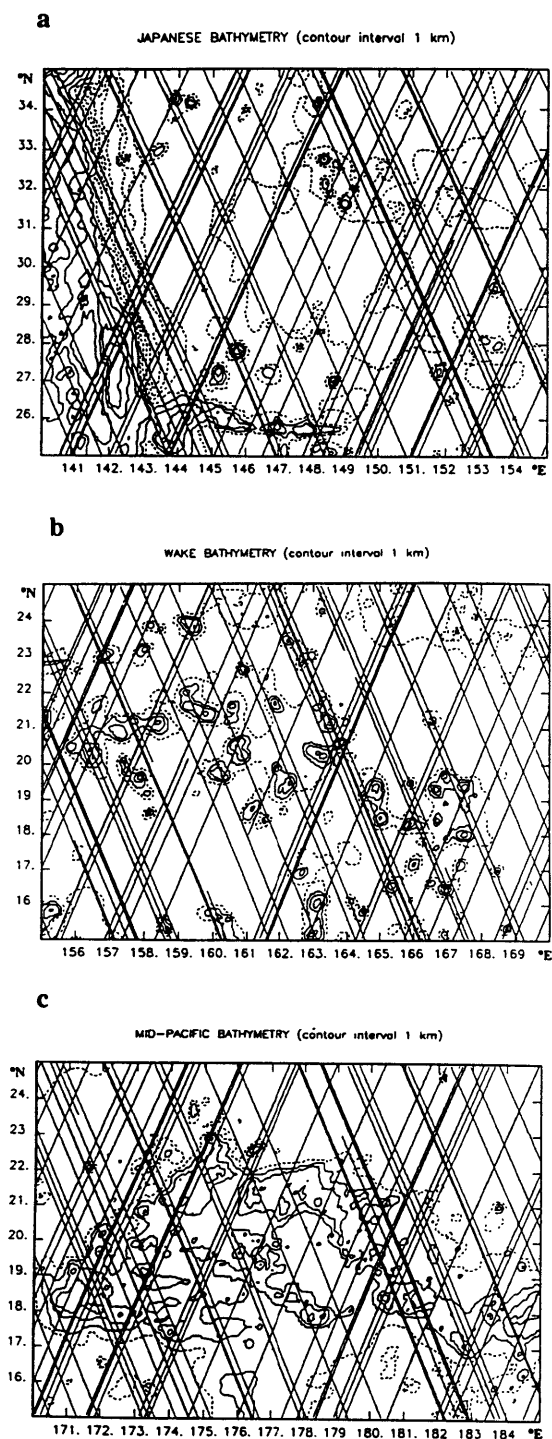 a
JAPANESE BATHYMETRY (contour interval 1 km)
°N
34.
33.
32.
31.
30.
29.
28.
27.
26.
141. 142. 143. 144 145. 146. 147. 148. 149 150. 151. 152 153. 154 °E
b
WAKE BATHYMETRY (contour interval 1 km)
°N
24.
23.
22
21.
20.
19.
18.
17.
16
156 157. 158. 159. 160. 161. 162. 163. 164. 165. 166 167. 168. 169 °E
c
MID-PACIFIC BATHYMETRY (contour interval 1 km)
°N
24.
23.
22.
21.
20.
19.
18.
17.
16.
171. 172. 173. 174. 175. 176. 177. 178. 179. 180. 181. 182 183. 184 °E